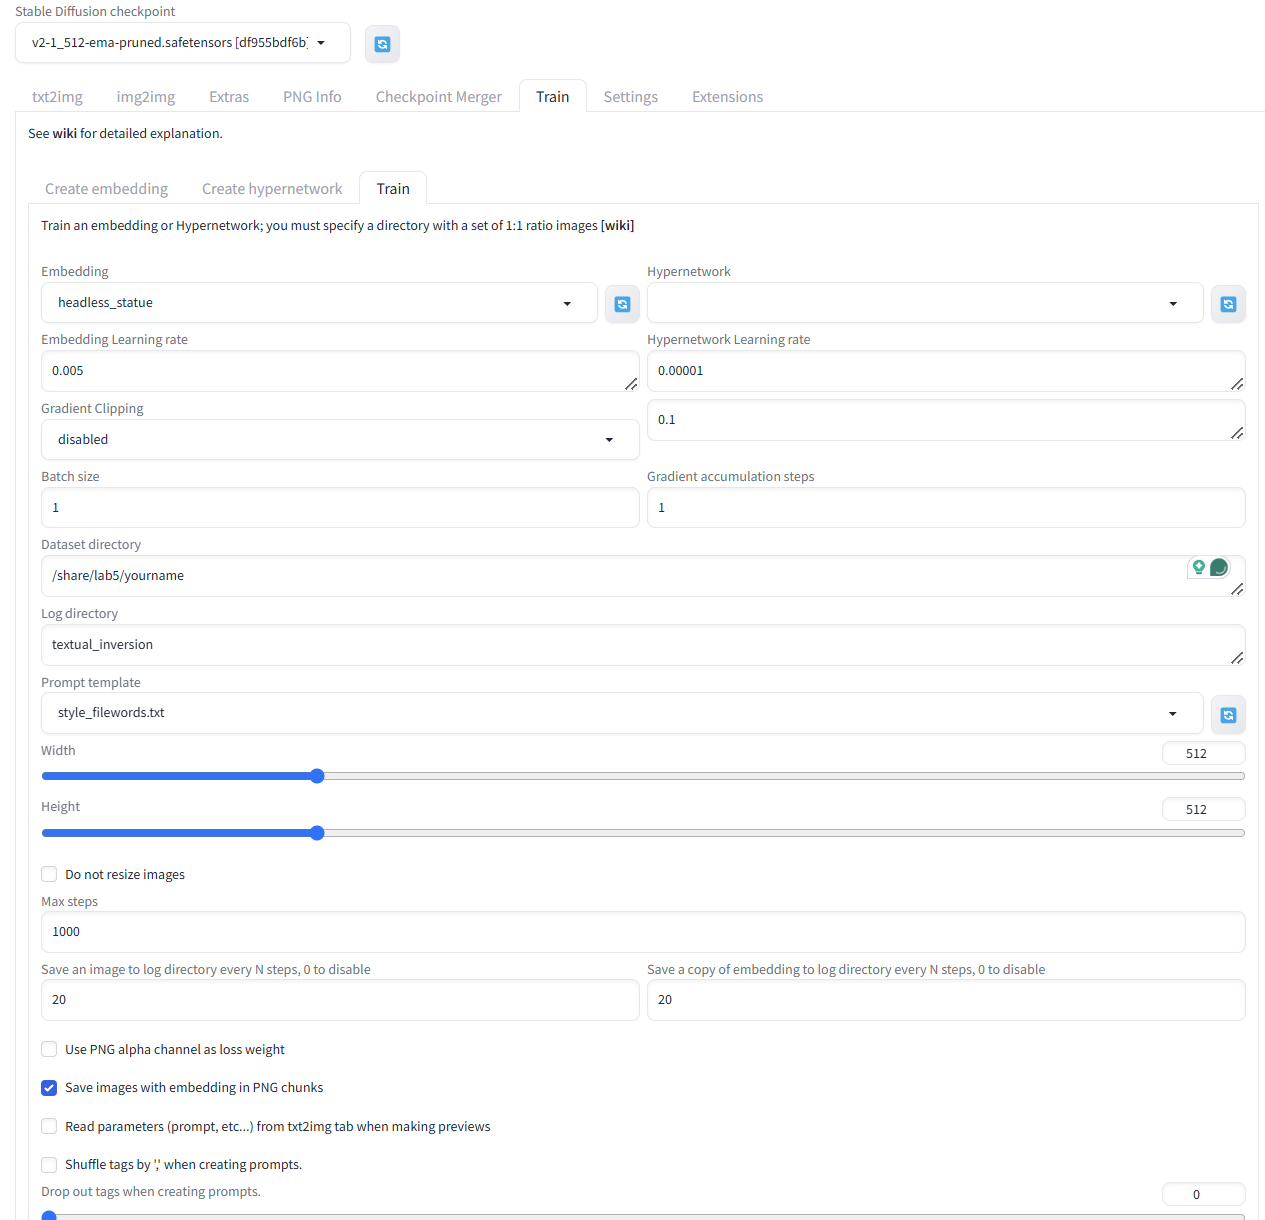 Stable Diffusion checkpoint
v2-1_512-ema-pruned.safetensors [df955bdf6b]
txt2img img2img Extras PNG Info Checkpoint Merger Train Settings Extensions
See wiki for detailed explanation.
Create embedding Create hypernetwork Train
Train an embedding or Hypernetwork; you must specify a directory with a set of 1:1 ratio images [wiki]
Embedding Hypernetwork
headless_statue
Embedding Learning rate Hypernetwork Learning rate
0.005 0.00001
Gradient Clipping
disabled 0.1
Batch size Gradient accumulation steps
1 1
Dataset directory
/share/lab5/yourname
Log directory
textual_inversion
Prompt template
style_filewords.txt
Width 512
Height 512
Do not resize images
Max steps
1000
Save an image to log directory every N steps, 0 to disable Save a copy of embedding to log directory every N steps, 0 to disable
20 20
Use PNG alpha channel as loss weight
Save images with embedding in PNG chunks
Read parameters (prompt, etc...) from txt2img tab when making previews
Shuffle tags by ',' when creating prompts.
Drop out tags when creating prompts. 0